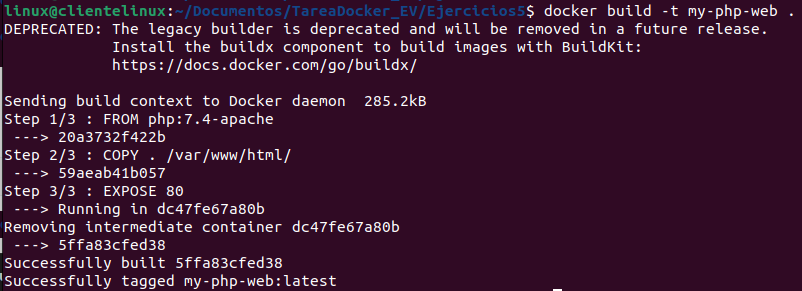 linux@clientelinux:~/Documentos/TareaDocker_EV/Ejercicios5$ docker build -t my-php-web .
DEPRECATED: The legacy builder is deprecated and will be removed in a future release.
            Install the buildx component to build images with BuildKit:
            https://docs.docker.com/go/buildx/

Sending build context to Docker daemon  285.2kB
Step 1/3 : FROM php:7.4-apache
 ---> 20a3732f422b
Step 2/3 : COPY . /var/www/html/
 ---> 59aeab41b057
Step 3/3 : EXPOSE 80
 ---> Running in dc47fe67a80b
Removing intermediate container dc47fe67a80b
 ---> 5ffa83cfed38
Successfully built 5ffa83cfed38
Successfully tagged my-php-web:latest